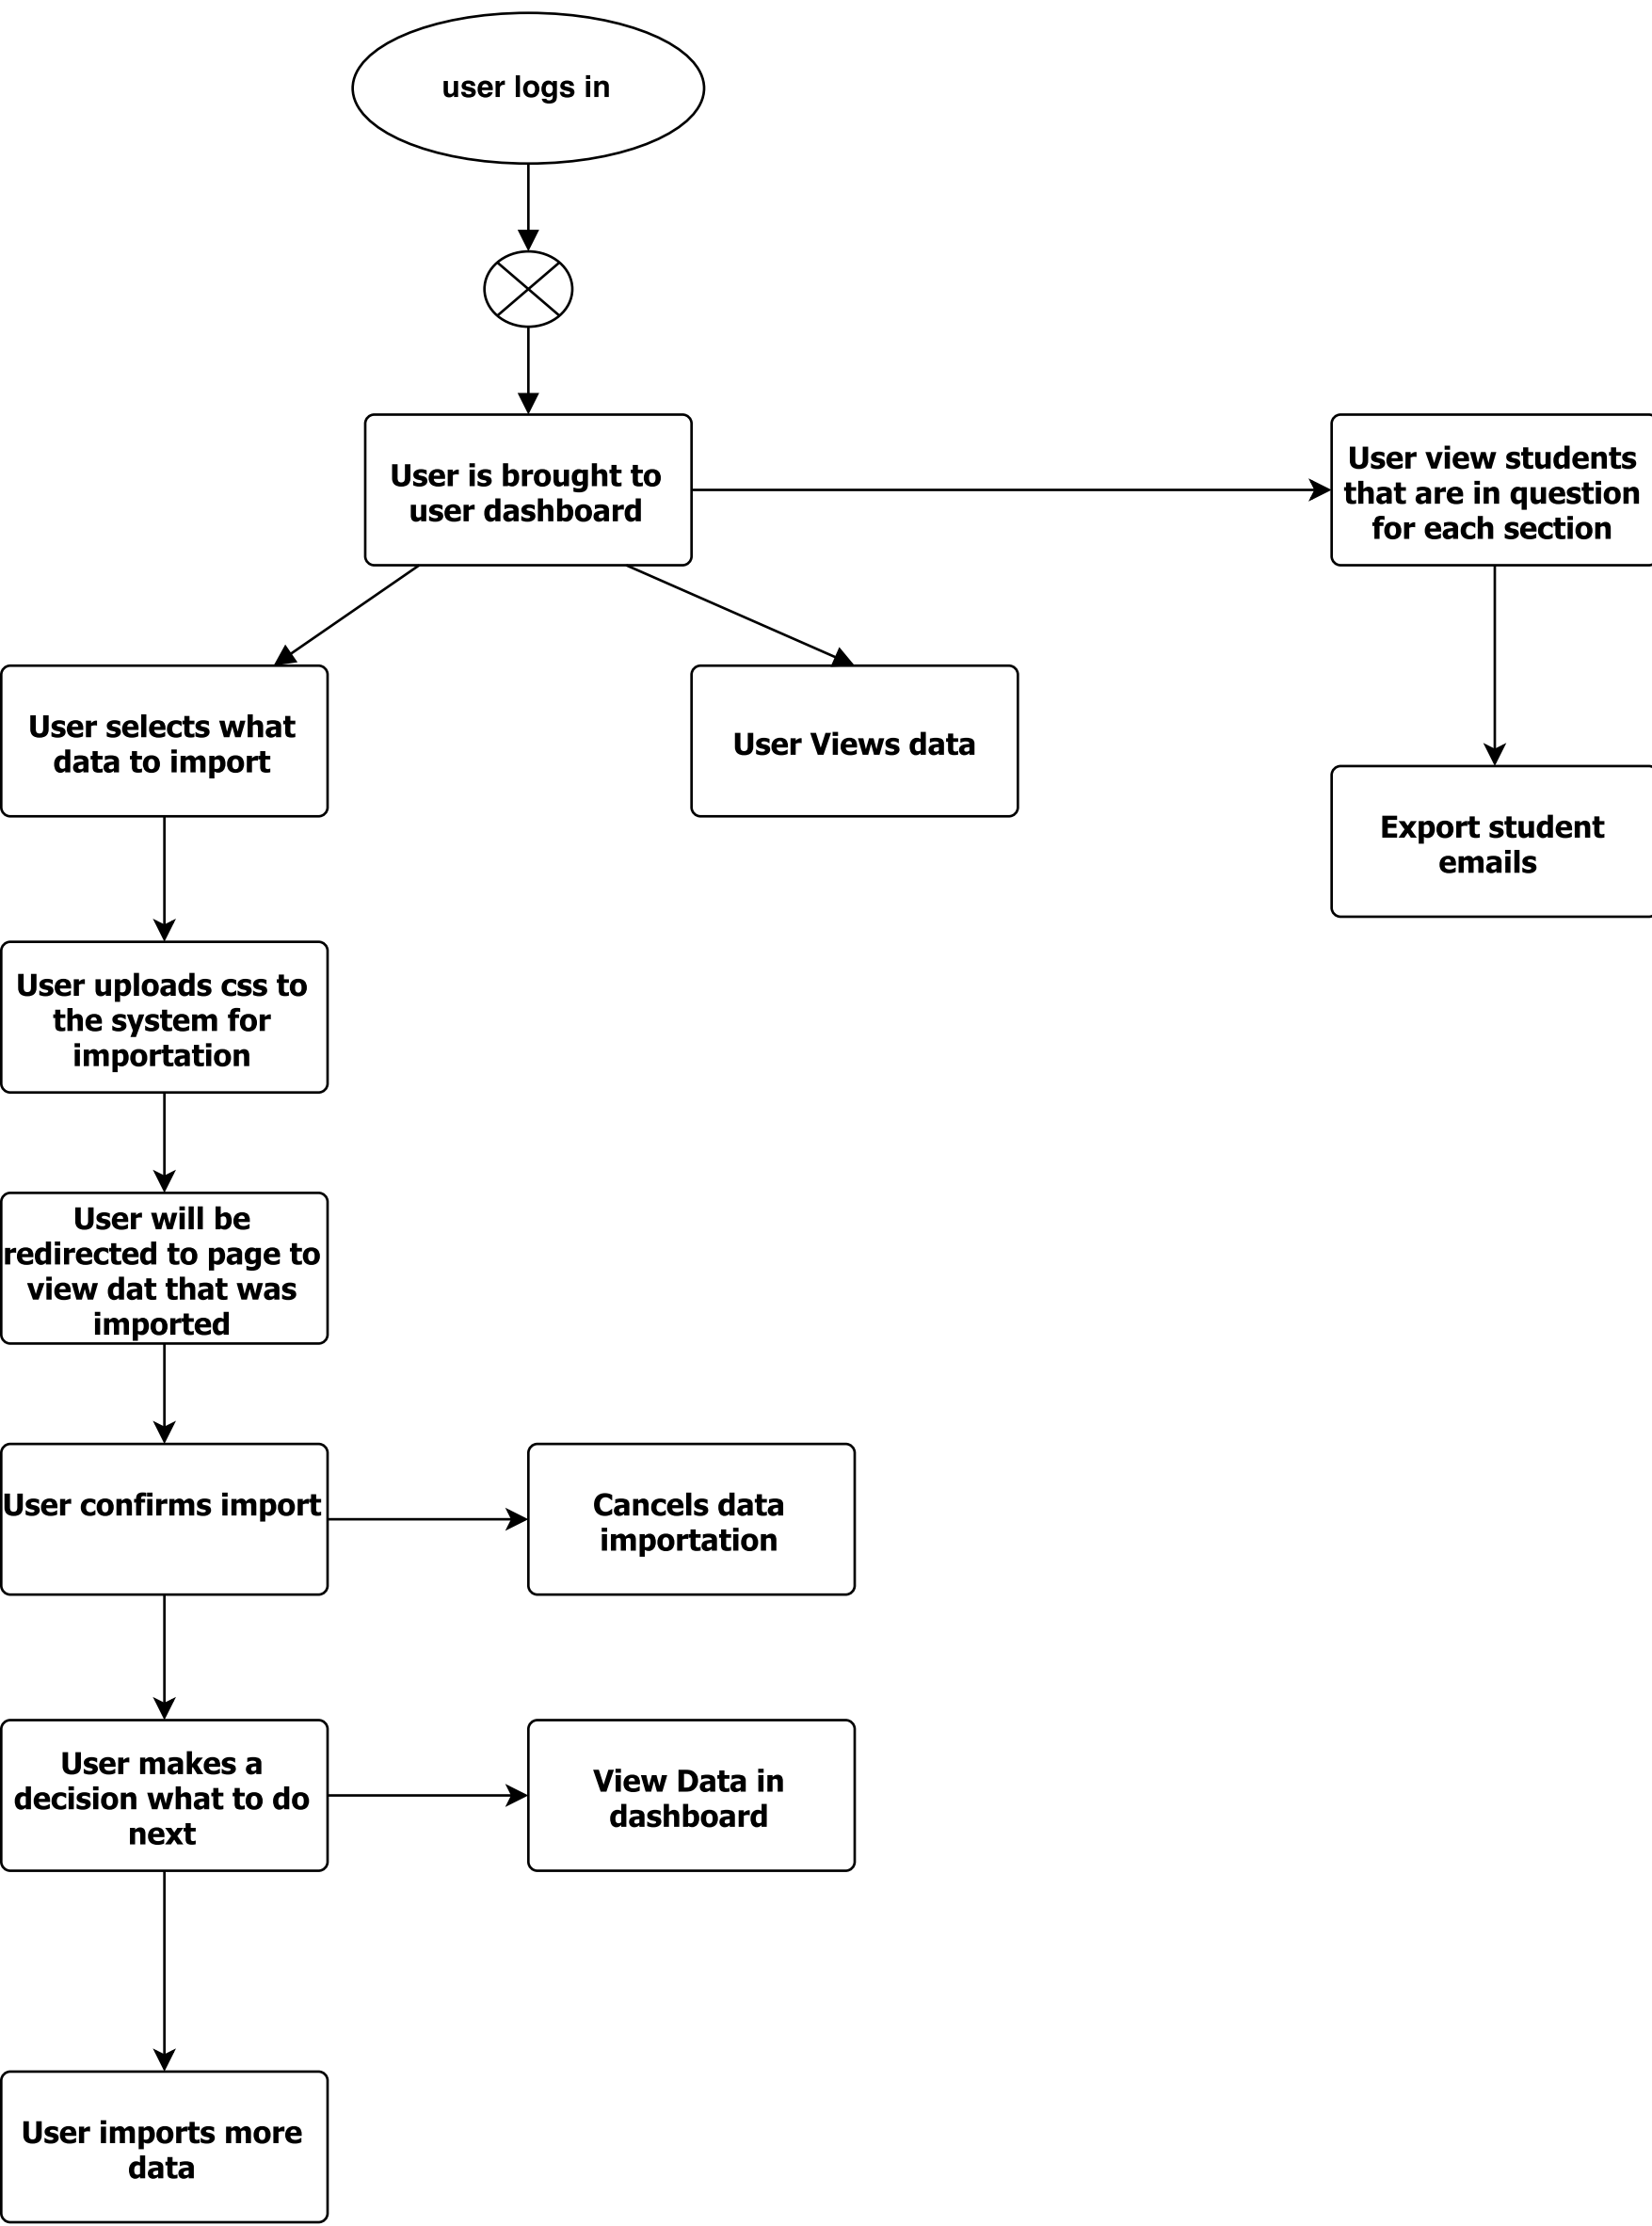 user logs in
User is brought to
user dashboard
User view students
that are in question
for each section
User selects what
data to import
User Views data
Export student
emails
User uploads css to
the system for
importation
User will be
redirected to page to
view dat that was
imported
User confirms import
Cancels data
importation
User makes a
decision what to do
next
View Data in
dashboard
User imports more
data